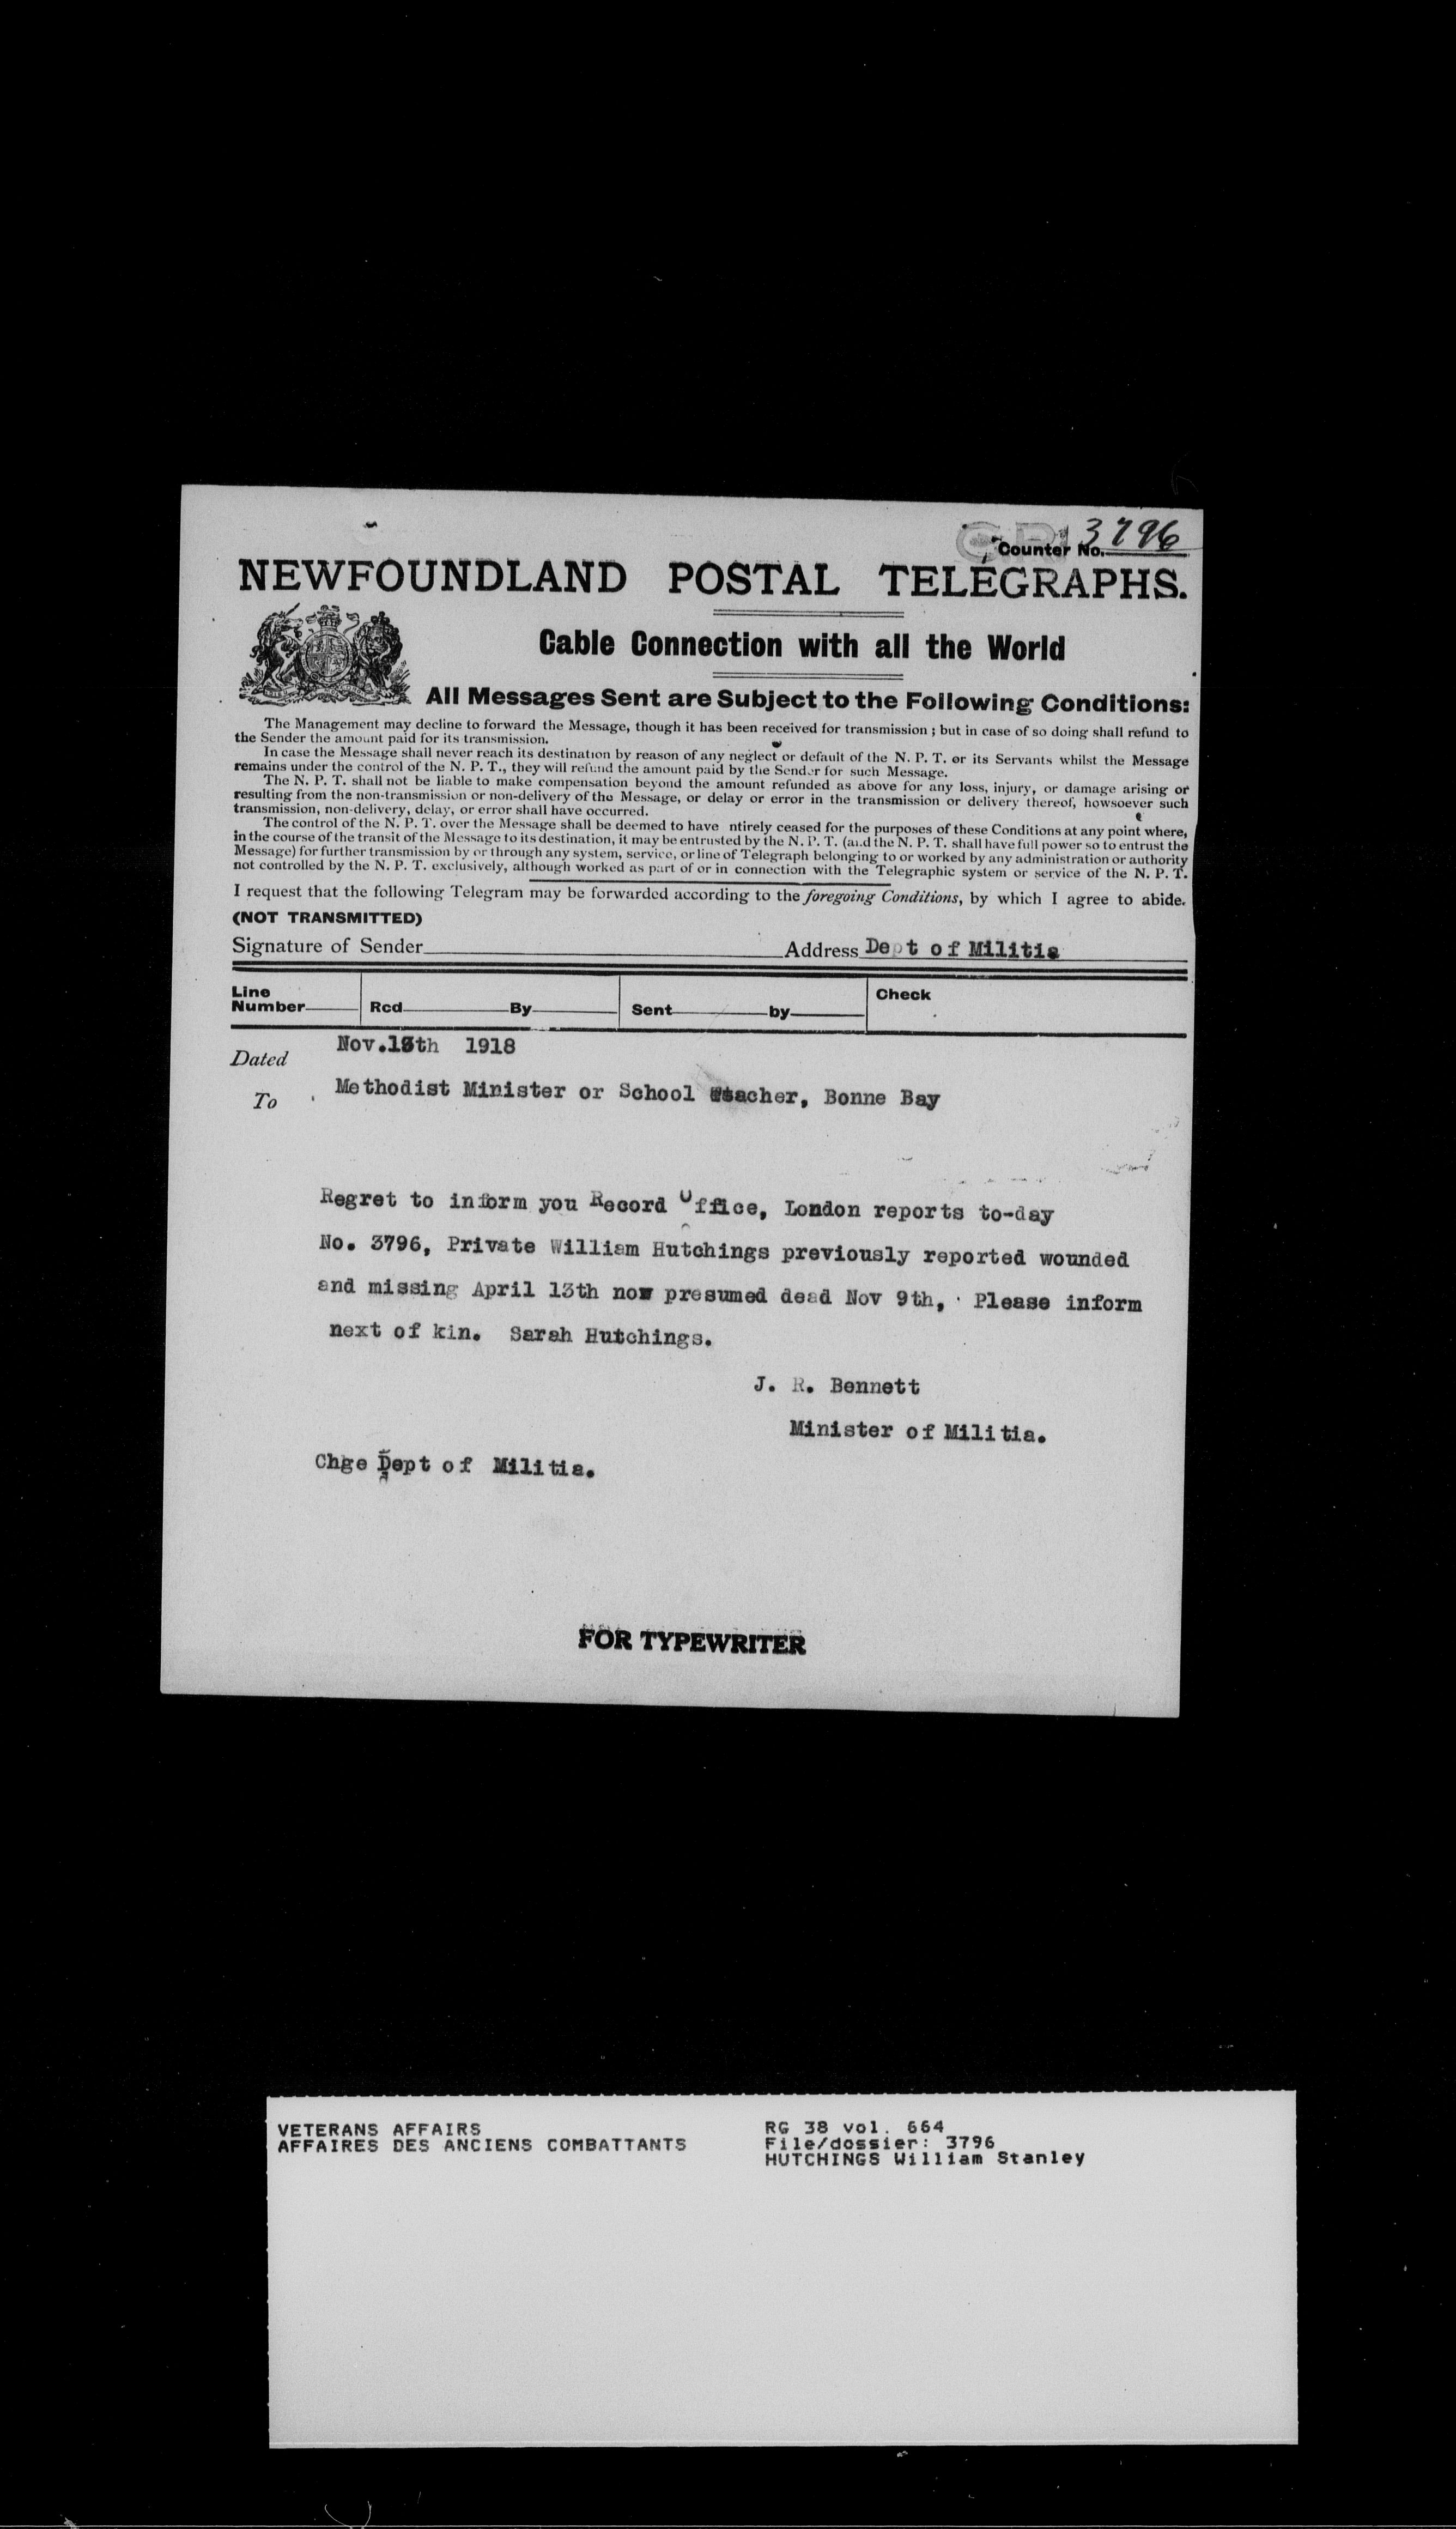 3796
Counter No.
NEWFOUNDLAND POSTAL TELEGRAPHS.
Cable Connection with all the World
All Messages Sent are Subject to the Following Conditions:
The Management may decline to forward the Message, though it has been received for transmission ; but in case of so doing shall refund to
the Sender the amount paid for its transmission.
In case the Message shall never reach its destination by reason of any neglect or default of the N. P. T. or its Servants whilst the Message
remains under the control of the N. P. T., they will refund the amount paid by the Sender for such Message.
The N. P. T. shall not be liable to make compensation beyond the amount refunded as above for any loss, injury, or damage arising or
resulting from the non-transmission or non-delivery of the Message, or delay or error in the transmission or delivery thereof, howsoever such
transmission, non-delivery, delay, or error shall have occurred.
The control of the N. P. T. over the Message shall be deemed to have ntirely ceased for the purposes of these Conditions at any point where,
in the course of the transit of the Message to its destination, it may be entrusted by the N. P. T. (and the N. P. T. shall have full power so to entrust the
Message) for further transmission by or through any system, service, or line of Telegraph belonging to or worked by any administration or authority
not controlled by the N. P. T. exclusively, although worked as part of or in connection with the Telegraphic system or service of the N. P. T.
I request that the following Telegram may be forwarded according to the foregoing Conditions, by which I agree to abide.
(NOT TRANSMITTED)
Signature of Sender Address Dept of Militia
Line
Number Rcd By Sent by Check
Dated Nov. 1918
To Methodist Minister or School teacher, Bonne Bay
Regret to inform you Record Office, London reports to-day
No. 3796, Private William Hutchings previously reported wounded
and missing April 13th now presumed dead Nov 9th, Please inform
next of kin. Sarah Hutchings.
J. R. Bennett
Minister of Militia.
Chge Dept of Militia.
FOR TYPEWRITER
VETERANS AFFAIRS RG 38 vol. 664
AFFAIRES DES ANCIENS COMBATTANTS File/dossier: 3796
HUTCHINGS William Stanley